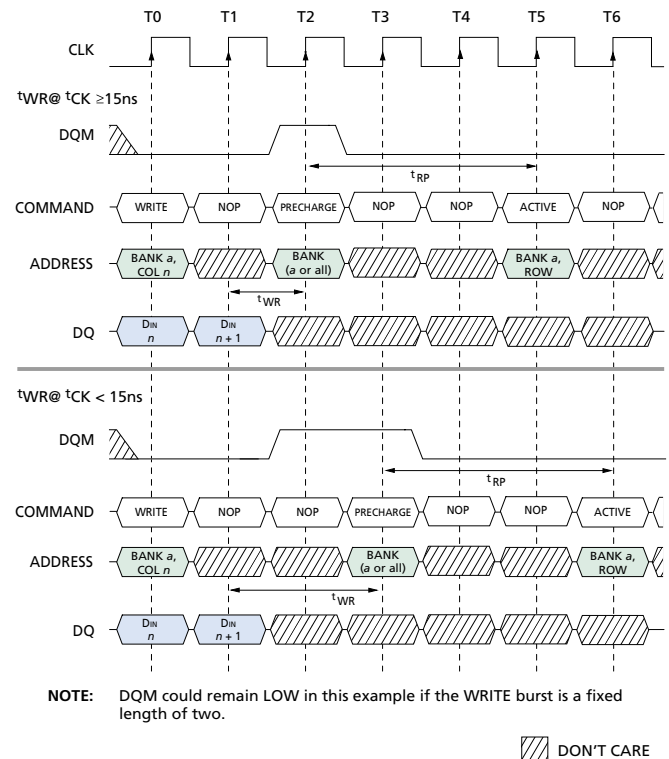 T0 T1 T2 T3 T4 T5 T6
CLK
tWR@ tCK ≥15ns
DQM
tRP
COMMAND WRITE NOP PRECHARGE NOP NOP ACTIVE NOP
ADDRESS BANK a, COL n BANK (a or all) BANK a, ROW
tWR
DQ DIN n DIN n + 1
tWR@ tCK < 15ns
DQM
tRP
COMMAND WRITE NOP NOP PRECHARGE NOP NOP ACTIVE
ADDRESS BANK a, COL n BANK (a or all) BANK a, ROW
tWR
DQ DIN n DIN n + 1
NOTE: DQM could remain LOW in this example if the WRITE burst is a fixed
length of two.
DON'T CARE